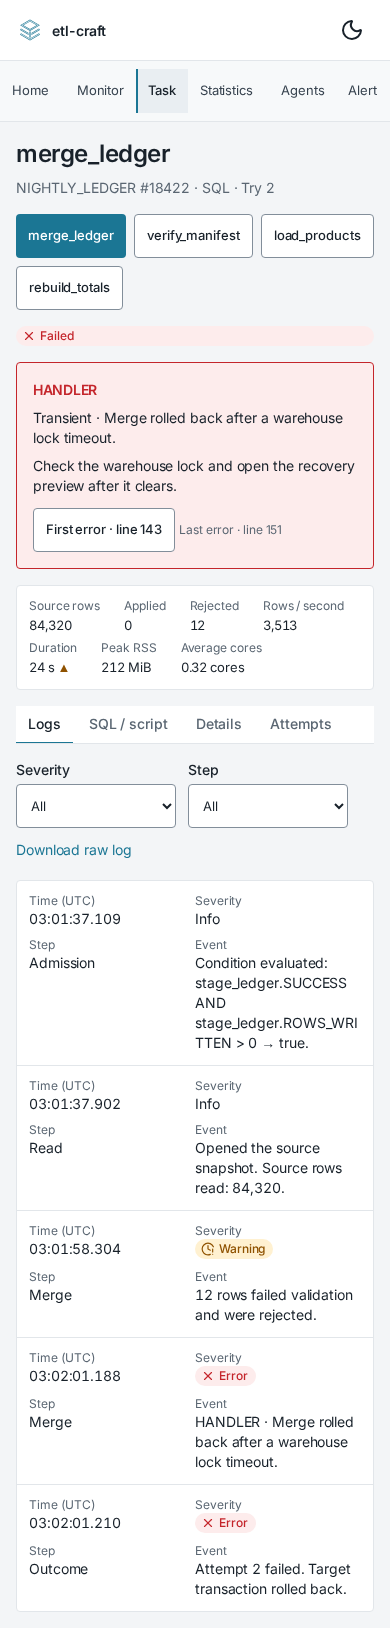 etl-craft
Home Monitor Task Statistics Agents Alert
merge_ledger
NIGHTLY_LEDGER #18422 · SQL · Try 2
merge_ledger verify_manifest load_products
rebuild_totals
Failed
HANDLER
Transient · Merge rolled back after a warehouse
lock timeout.
Check the warehouse lock and open the recovery
preview after it clears.
First error · line 143 Last error · line 151
Source rows Applied Rejected Rows / second
84,320 0 12 3,513
Duration Peak RSS Average cores
24 s ▲ 212 MiB 0.32 cores
Logs SQL / script Details Attempts
Severity Step
All All
Download raw log
Time (UTC) Severity
03:01:37.109 Info
Step Event
Admission Condition evaluated:
stage_ledger.SUCCESS
AND
stage_ledger.ROWS_WRI
TTEN > 0 → true.
Time (UTC) Severity
03:01:37.902 Info
Step Event
Read Opened the source
snapshot. Source rows
read: 84,320.
Time (UTC) Severity
03:01:58.304 Warning
Step Event
Merge 12 rows failed validation
and were rejected.
Time (UTC) Severity
03:02:01.188 Error
Step Event
Merge HANDLER · Merge rolled
back after a warehouse
lock timeout.
Time (UTC) Severity
03:02:01.210 Error
Step Event
Outcome Attempt 2 failed. Target
transaction rolled back.